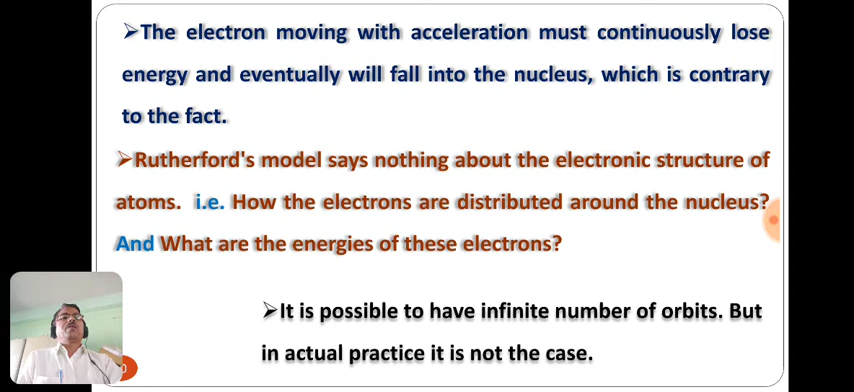 ➢The electron moving with acceleration must continuously lose
energy and eventually will fall into the nucleus, which is contrary
to the fact.
➢Rutherford's model says nothing about the electronic structure of
atoms. i.e. How the electrons are distributed around the nucleus?
And What are the energies of these electrons?
➢It is possible to have infinite number of orbits. But
in actual practice it is not the case.